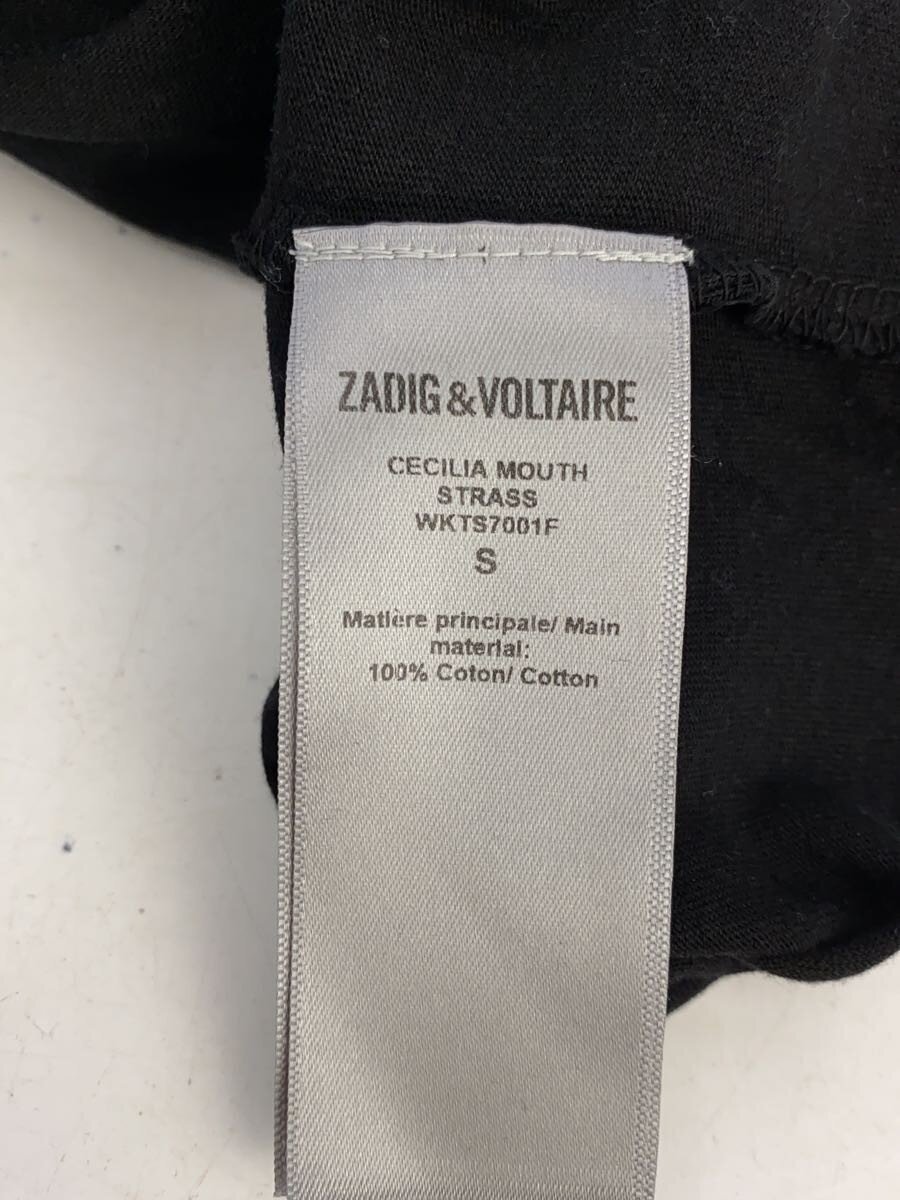 ZADIG&VOLTAIRE
CECILIA MOUTH
STRASS
WKTS7001F
S
Matière principale/ Main
material:
100% Coton/ Cotton